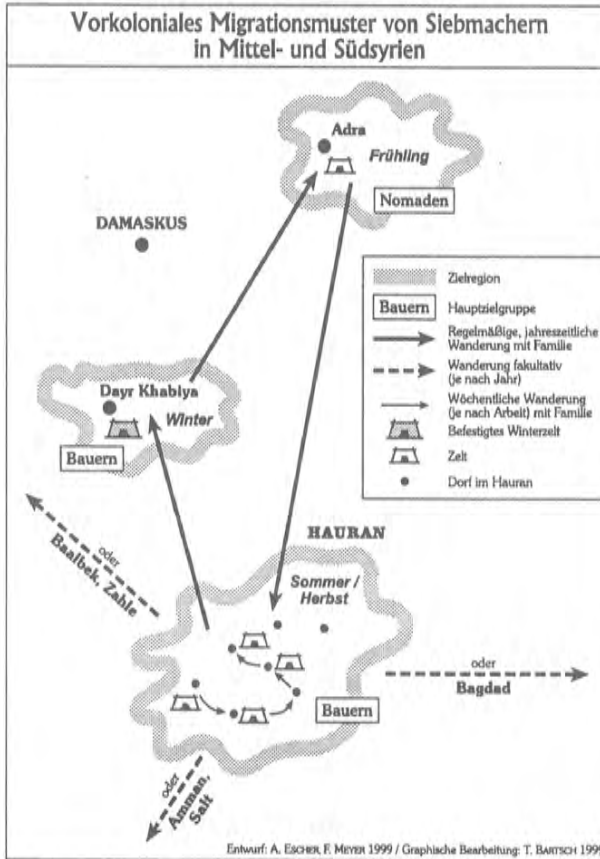 Vorkoloniales Migrationsmuster von Siebmachern
in Mittel- und Südsyrien
Adra
Frühling
Nomaden
DAMASKUS
Zielregion
Bauern
Hauptzielgruppe
Regelmäßige, jahreszeitliche
Wanderung mit Familie
Wanderung fakultativ
(je nach Jahr)
Wöchentliche Wanderung
(je nach Arbeit) mit Familie
Befestigtes Winterzelt
Zelt
Dorf im Hauran
Dayr Khabiya
Winter
Bauern
oder
Baalbek, Zahle
HAURAN
Sommer /
Herbst
Bauern
oder
Bagdad
oder
Amman,
Salt
Entwurf: A. ESCHER, F. MEYER 1999 / Graphische Bearbeitung: T. BARTSCH 1999